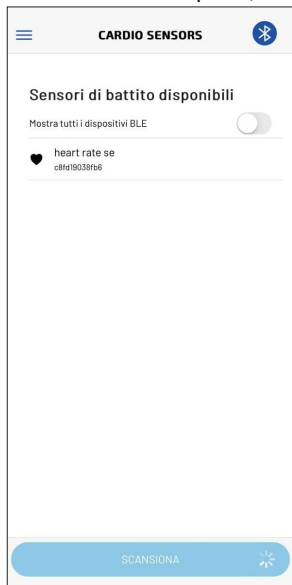 CARDIO SENSORS
Sensori di battito disponibili
Mostra tutti i dispositivi BLE
heart rate se
c8fd19038fb6
SCANSIONA